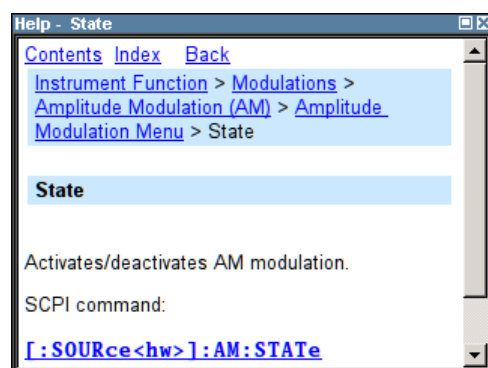 Help - State
Contents Index Back
Instrument Function > Modulations >
Amplitude Modulation (AM) > Amplitude
Modulation Menu > State
State
Activates/deactivates AM modulation.
SCPI command:
[:SOURce<hw>]:AM:STATe